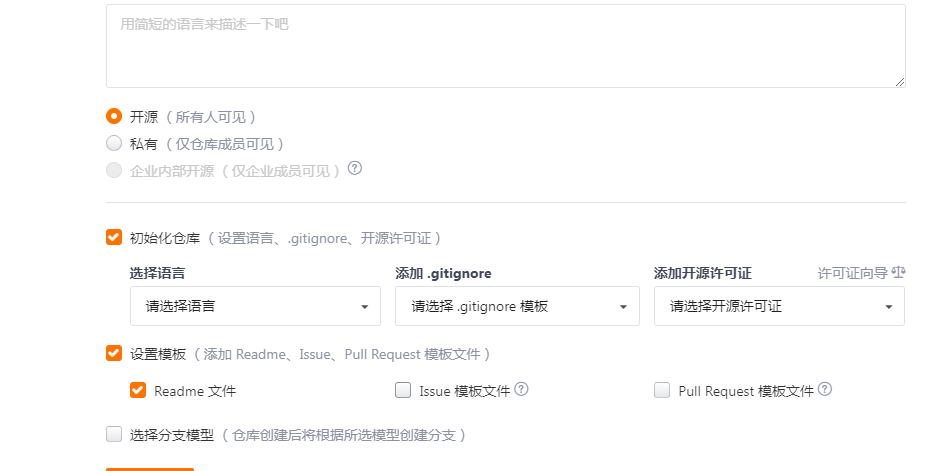 用简短的语言来描述一下吧
开源（所有人可见）
私有（仅仓库成员可见）
企业内部开源（仅企业成员可见）
初始化仓库（设置语言、.gitignore、开源许可证）
选择语言 添加 .gitignore 添加开源许可证 许可证向导
请选择语言 请选择 .gitignore 模板 请选择开源许可证
设置模板（添加 Readme、Issue、Pull Request 模板文件）
Readme 文件 Issue 模板文件 Pull Request 模板文件
选择分支模型（仓库创建后将根据所选模型创建分支）